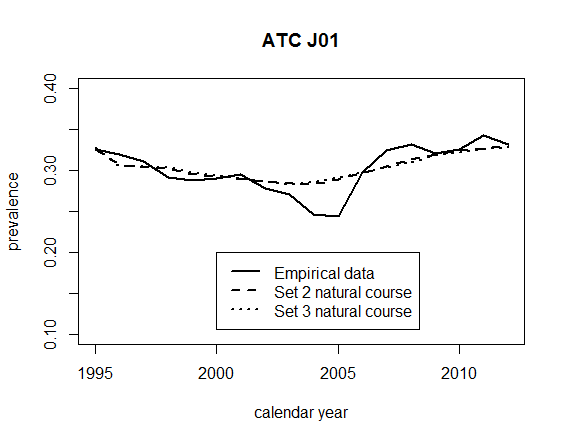 ATC J01
prevalence
0.40
0.30
0.20
0.10
Empirical data
Set 2 natural course
Set 3 natural course
1995 2000 2005 2010
calendar year